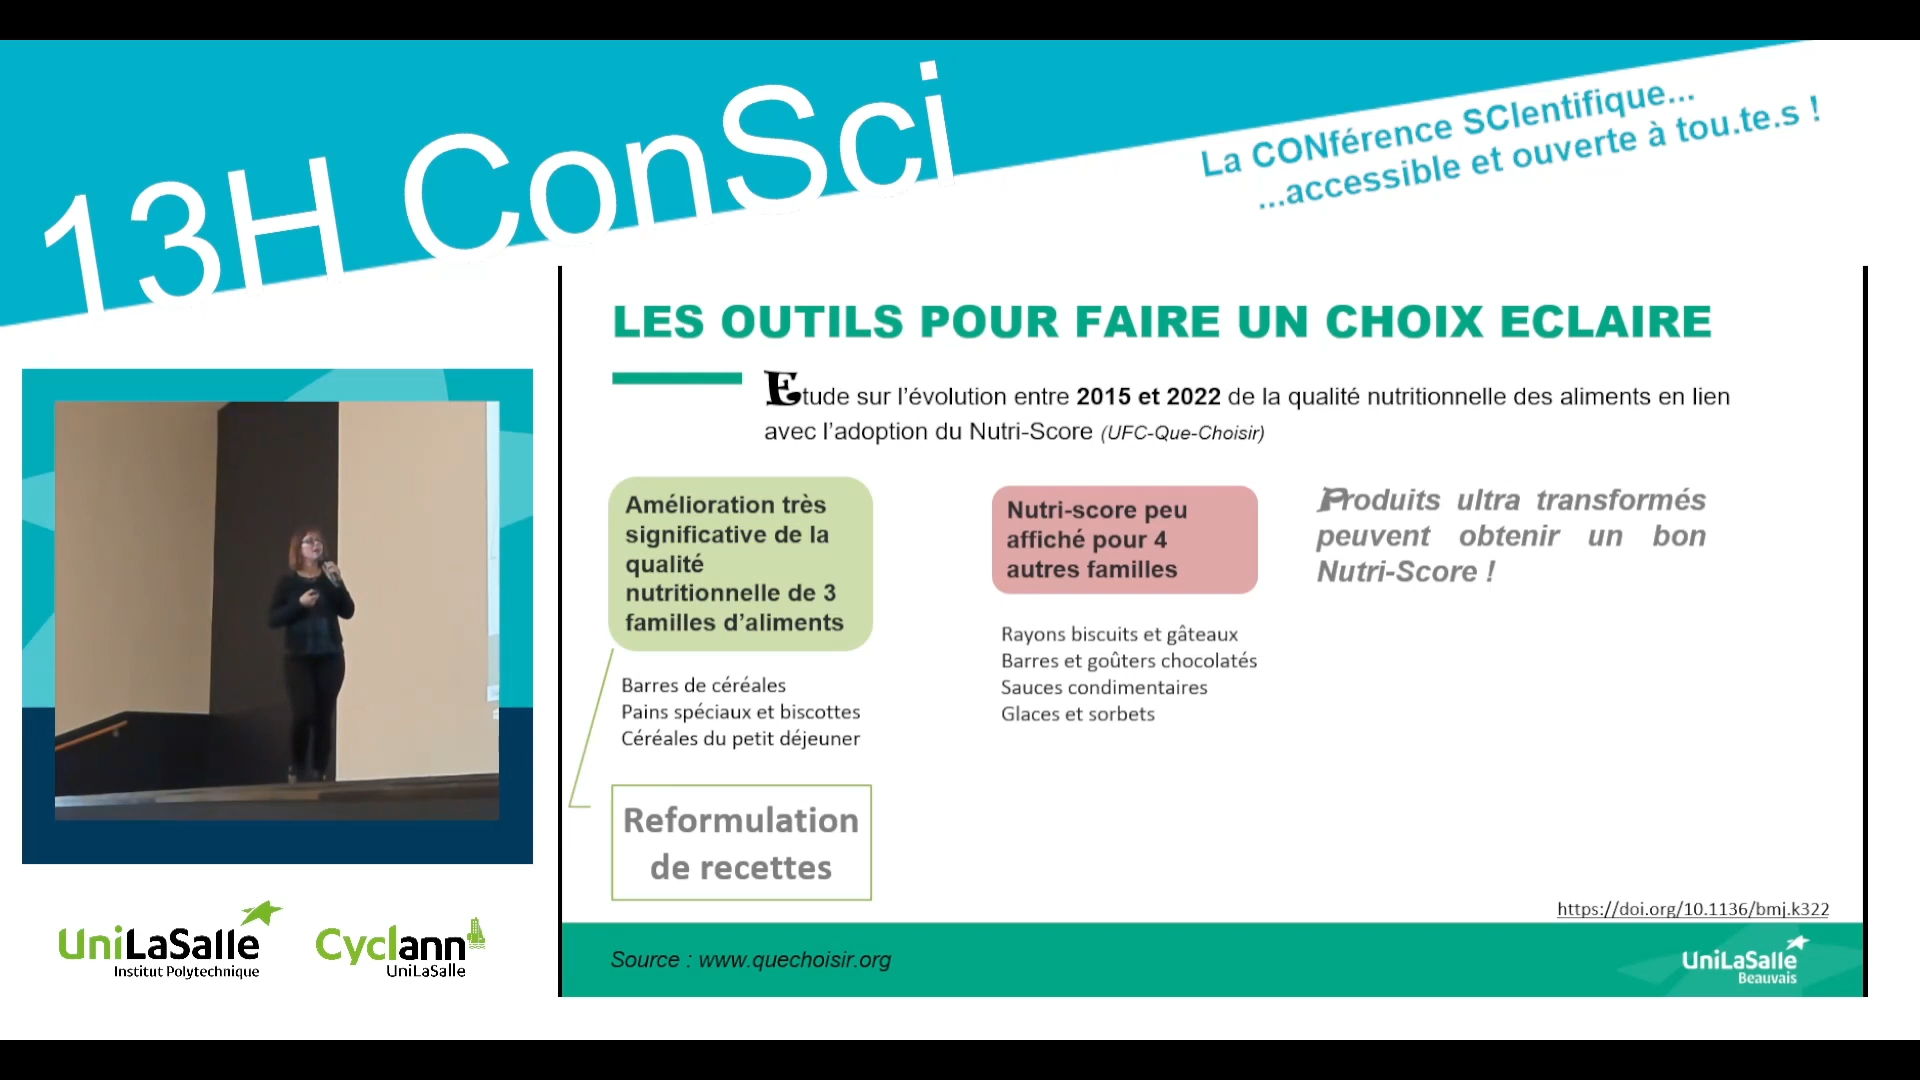 13H ConSci
La CONférence SCIentifique...
...accessible et ouverte à tou.te.s !
LES OUTILS POUR FAIRE UN CHOIX ECLAIRE
Etude sur l'évolution entre 2015 et 2022 de la qualité nutritionnelle des aliments en lien
avec l'adoption du Nutri-Score (UFC-Que-Choisir)
Amélioration très
significative de la
qualité
nutritionnelle de 3
familles d'aliments
Barres de céréales
Pains spéciaux et biscottes
Céréales du petit déjeuner
Reformulation
de recettes
Nutri-score peu
affiché pour 4
autres familles
Rayons biscuits et gâteaux
Barres et goûters chocolatés
Sauces condimentaires
Glaces et sorbets
Produits ultra transformés
peuvent obtenir un bon
Nutri-Score !
https://doi.org/10.1136/bmj.k322
Source : www.quechoisir.org
UniLaSalle
Beauvais
UniLaSalle
Institut Polytechnique
Cyclann
UniLaSalle